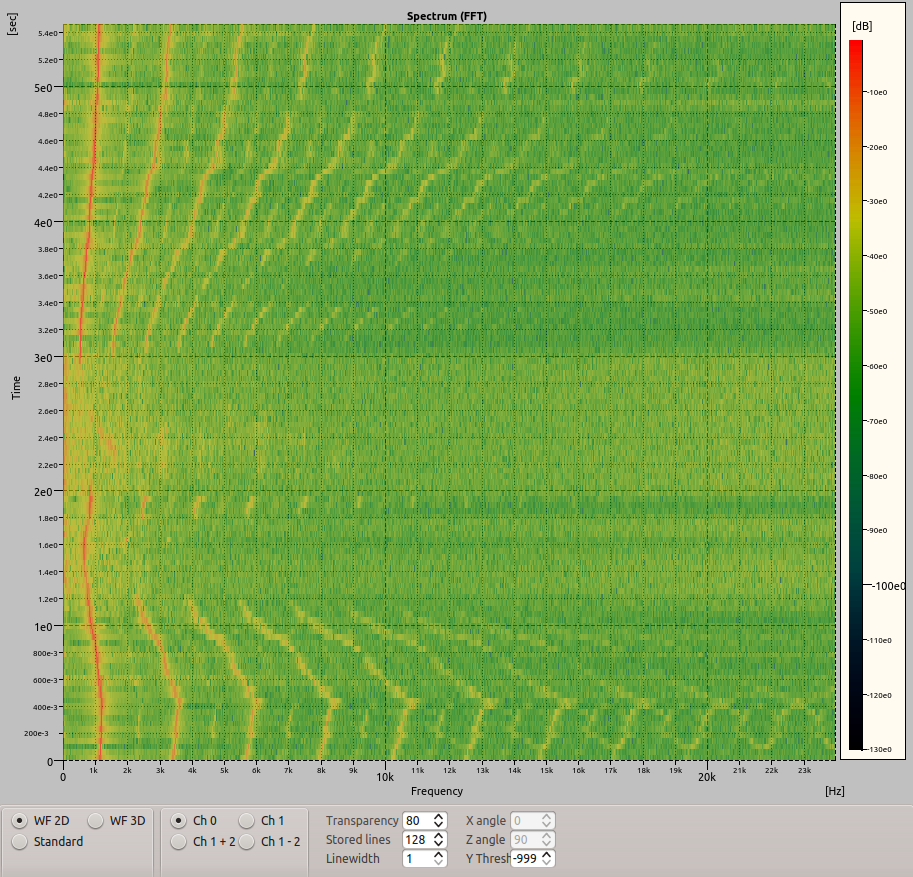 Spectrum (FFT)
[sec]
[dB]
5.4e0
5.2e0
5e0
4.8e0
4.6e0
4.4e0
4.2e0
4e0
3.8e0
3.6e0
3.4e0
3.2e0
3e0
2.8e0
2.6e0
2.4e0
2.2e0
2e0
1.8e0
1.6e0
1.4e0
1.2e0
1e0
800e-3
600e-3
400e-3
200e-3
0
Time
-10e0
-20e0
-30e0
-40e0
-50e0
-60e0
-70e0
-80e0
-90e0
-100e0
-110e0
-120e0
-130e0
0 1k 2k 3k 4k 5k 6k 7k 8k 9k 10k 11k 12k 13k 14k 15k 16k 17k 18k 19k 20k 21k 22k 23k
Frequency [Hz]
WF 2D WF 3D Ch 0 Ch 1 Transparency 80 X angle 0
Standard Ch 1 + 2 Ch 1 - 2 Stored lines 128 Z angle 90
Linewidth 1 Y Thresh -999